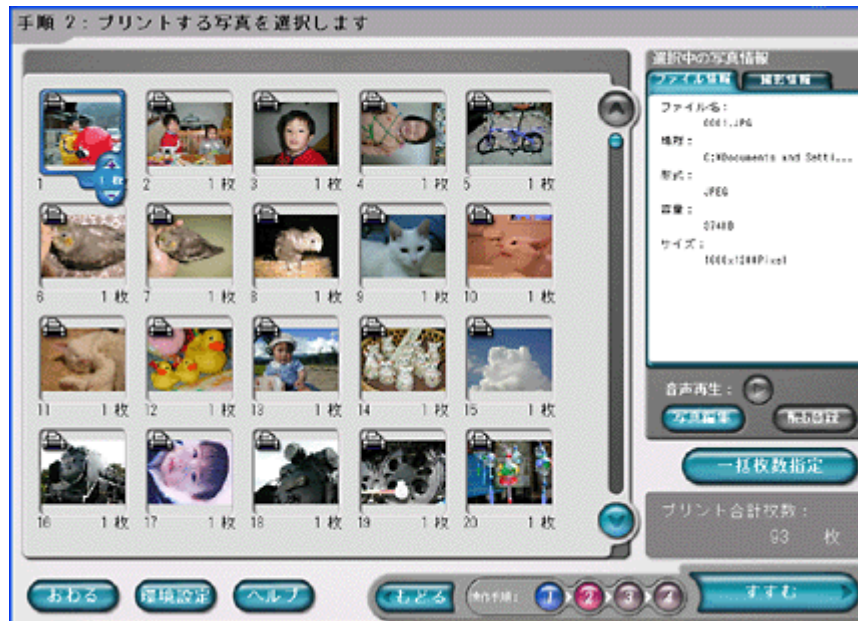 手順 2：プリントする写真を選択します
選択中の写真情報
ファイル情報 撮影情報
ファイル名：
0001.JPG
場所：
C:¥Documents and Setti...
形式：
JPEG
容量：
サイズ：
音声再生：
写真編集
一括枚数指定
プリント合計枚数：
93 枚
1 1 枚
2 1 枚
3 1 枚
4 1 枚
5 1 枚
6 1 枚
7 1 枚
8 1 枚
9 1 枚
10 1 枚
11 1 枚
12 1 枚
13 1 枚
14 1 枚
15 1 枚
16 1 枚
17 1 枚
18 1 枚
19 1 枚
20 1 枚
おわる 環境設定 ヘルプ もどる 操作手順： 1 2 3 4 すすむ